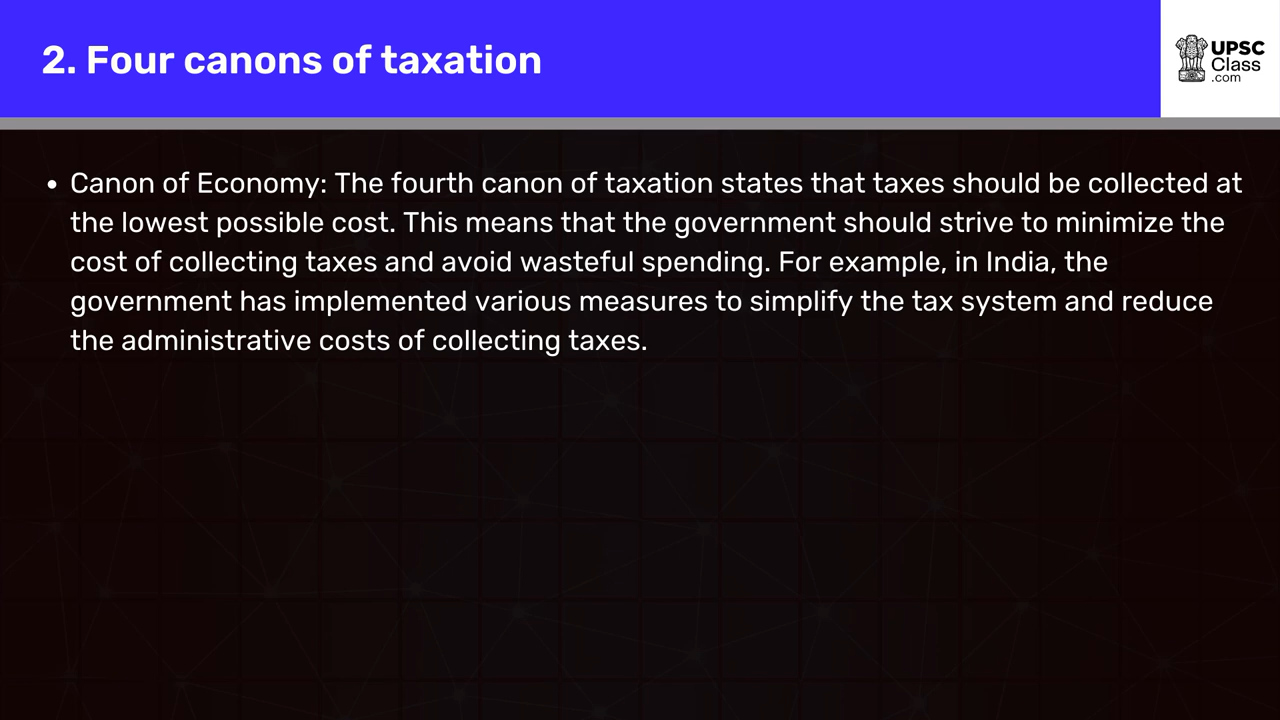 2. Four canons of taxation
UPSC
Class
.com
• Canon of Economy: The fourth canon of taxation states that taxes should be collected at
the lowest possible cost. This means that the government should strive to minimize the
cost of collecting taxes and avoid wasteful spending. For example, in India, the
government has implemented various measures to simplify the tax system and reduce
the administrative costs of collecting taxes.